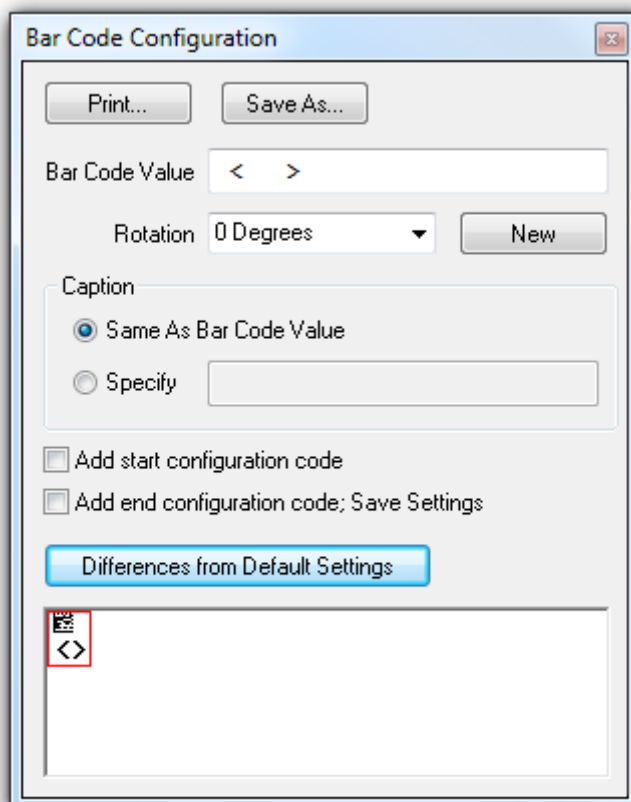 Bar Code Configuration
Print... Save As...
Bar Code Value < >
Rotation 0 Degrees New
Caption
Same As Bar Code Value
Specify
Add start configuration code
Add end configuration code; Save Settings
Differences from Default Settings
<>